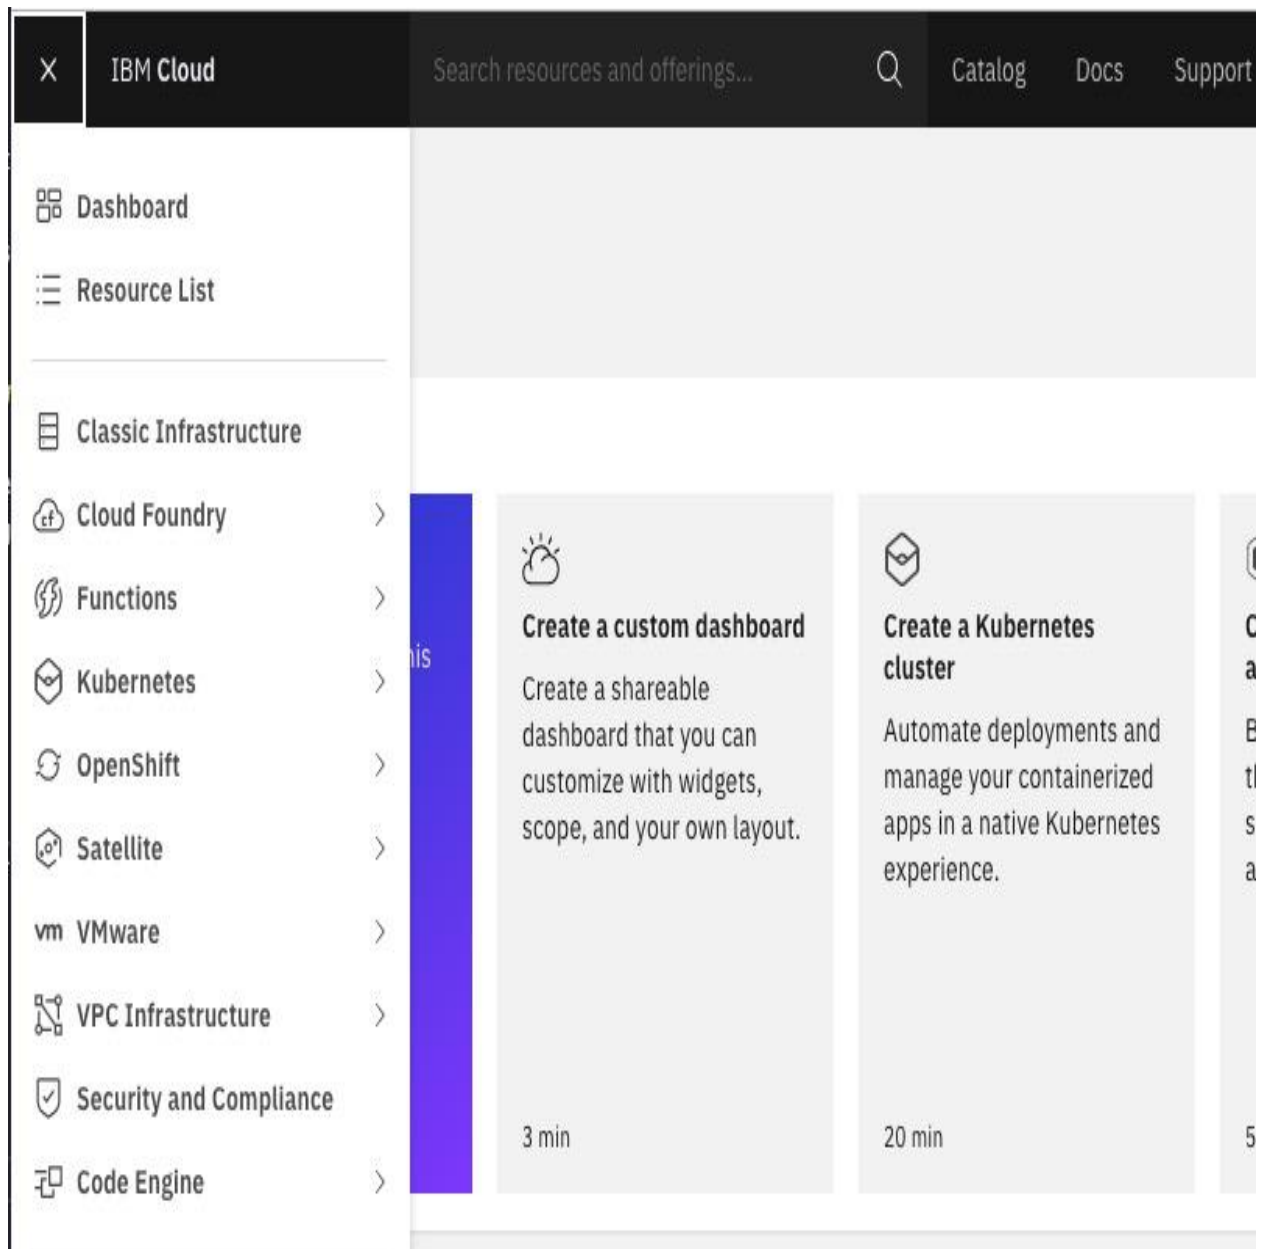 IBM Cloud
Search resources and offerings...
Catalog
Docs
Support
Dashboard
Resource List
Classic Infrastructure
cf Cloud Foundry
Functions
Kubernetes
OpenShift
Satellite
vm VMware
VPC Infrastructure
Security and Compliance
Code Engine
Create a custom dashboard
Create a shareable
dashboard that you can
customize with widgets,
scope, and your own layout.
3 min
Create a Kubernetes
cluster
Automate deployments and
manage your containerized
apps in a native Kubernetes
experience.
20 min